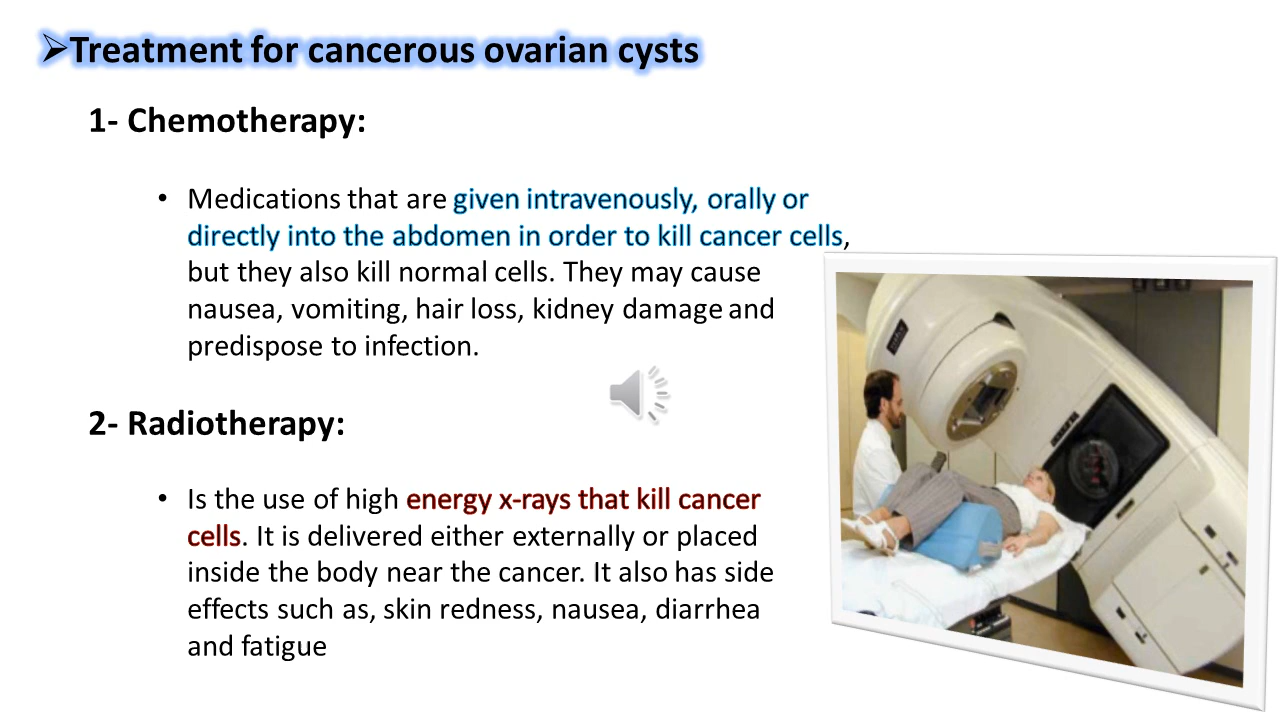 ➢Treatment for cancerous ovarian cysts
1- Chemotherapy:
• Medications that are given intravenously, orally or
directly into the abdomen in order to kill cancer cells,
but they also kill normal cells. They may cause
nausea, vomiting, hair loss, kidney damage and
predispose to infection.
2- Radiotherapy:
• Is the use of high energy x-rays that kill cancer
cells. It is delivered either externally or placed
inside the body near the cancer. It also has side
effects such as, skin redness, nausea, diarrhea
and fatigue